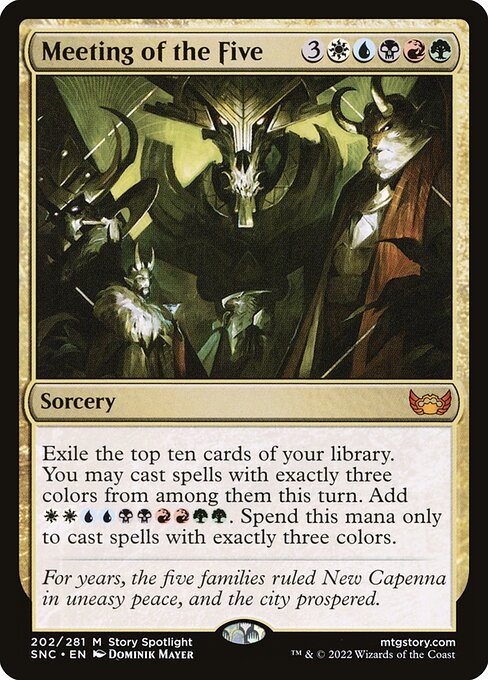 Meeting of the Five 3
Sorcery
Exile the top ten cards of your library.
You may cast spells with exactly three
colors from among them this turn. Add
. Spend this mana only
to cast spells with exactly three colors.
For years, the five families ruled New Capenna
in uneasy peace, and the city prospered.
202/281 M Story Spotlight mtgstory.com
SNC • EN Dominik Mayer ™ & © 2022 Wizards of the Coast